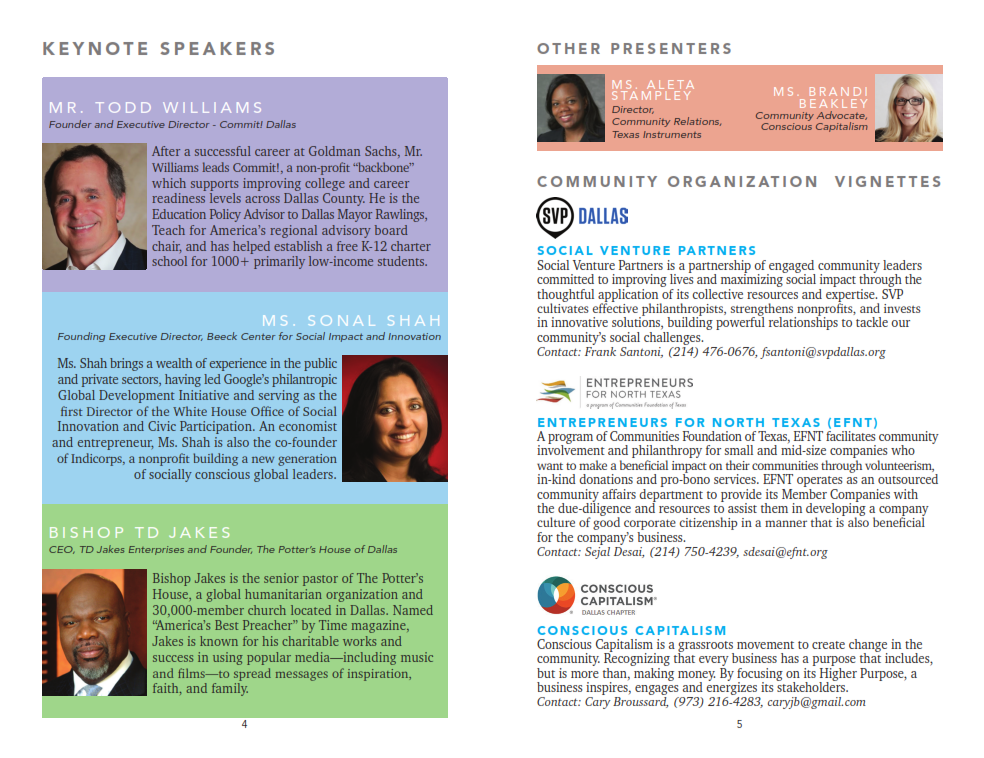 KEYNOTE SPEAKERS
MR. TODD WILLIAMS
Founder and Executive Director - Commit! Dallas
After a successful career at Goldman Sachs, Mr.
Williams leads Commit!, a non-profit “backbone”
which supports improving college and career
readiness levels across Dallas County. He is the
Education Policy Advisor to Dallas Mayor Rawlings,
Teach for America’s regional advisory board
chair, and has helped establish a free K-12 charter
school for 1000+ primarily low-income students.
MS. SONAL SHAH
Founding Executive Director, Beeck Center for Social Impact and Innovation
Ms. Shah brings a wealth of experience in the public
and private sectors, having led Google’s philantropic
Global Development Initiative and serving as the
first Director of the White House Office of Social
Innovation and Civic Participation. An economist
and entrepreneur, Ms. Shah is also the co-founder
of Indicorps, a nonprofit building a new generation
of socially conscious global leaders.
BISHOP TD JAKES
CEO, TD Jakes Enterprises and Founder, The Potter’s House of Dallas
Bishop Jakes is the senior pastor of The Potter’s
House, a global humanitarian organization and
30,000-member church located in Dallas. Named
“America’s Best Preacher” by Time magazine,
Jakes is known for his charitable works and
success in using popular media—including music
and films—to spread messages of inspiration,
faith, and family.
4
OTHER PRESENTERS
MS. ALETA
STAMPLEY
Director,
Community Relations,
Texas Instruments
MS. BRANDI
BEAKLEY
Community Advocate,
Conscious Capitalism
COMMUNITY ORGANIZATION VIGNETTES
SVP DALLAS
SOCIAL VENTURE PARTNERS
Social Venture Partners is a partnership of engaged community leaders
committed to improving lives and maximizing social impact through the
thoughtful application of its collective resources and expertise. SVP
cultivates effective philanthropists, strengthens nonprofits, and invests
in innovative solutions, building powerful relationships to tackle our
community’s social challenges.
Contact: Frank Santoni, (214) 476-0676, fsantoni@svpdallas.org
ENTREPRENEURS
FOR NORTH TEXAS
a program of Communities Foundation of Texas
ENTREPRENEURS FOR NORTH TEXAS (EFNT)
A program of Communities Foundation of Texas, EFNT facilitates community
involvement and philanthropy for small and mid-size companies who
want to make a beneficial impact on their communities through volunteerism,
in-kind donations and pro-bono services. EFNT operates as an outsourced
community affairs department to provide its Member Companies with
the due-diligence and resources to assist them in developing a company
culture of good corporate citizenship in a manner that is also beneficial
for the company’s business.
Contact: Sejal Desai, (214) 750-4239, sdesai@efnt.org
CONSCIOUS
CAPITALISM®
DALLAS CHAPTER
CONSCIOUS CAPITALISM
Conscious Capitalism is a grassroots movement to create change in the
community. Recognizing that every business has a purpose that includes,
but is more than, making money. By focusing on its Higher Purpose, a
business inspires, engages and energizes its stakeholders.
Contact: Cary Broussard, (973) 216-4283, caryjb@gmail.com
5